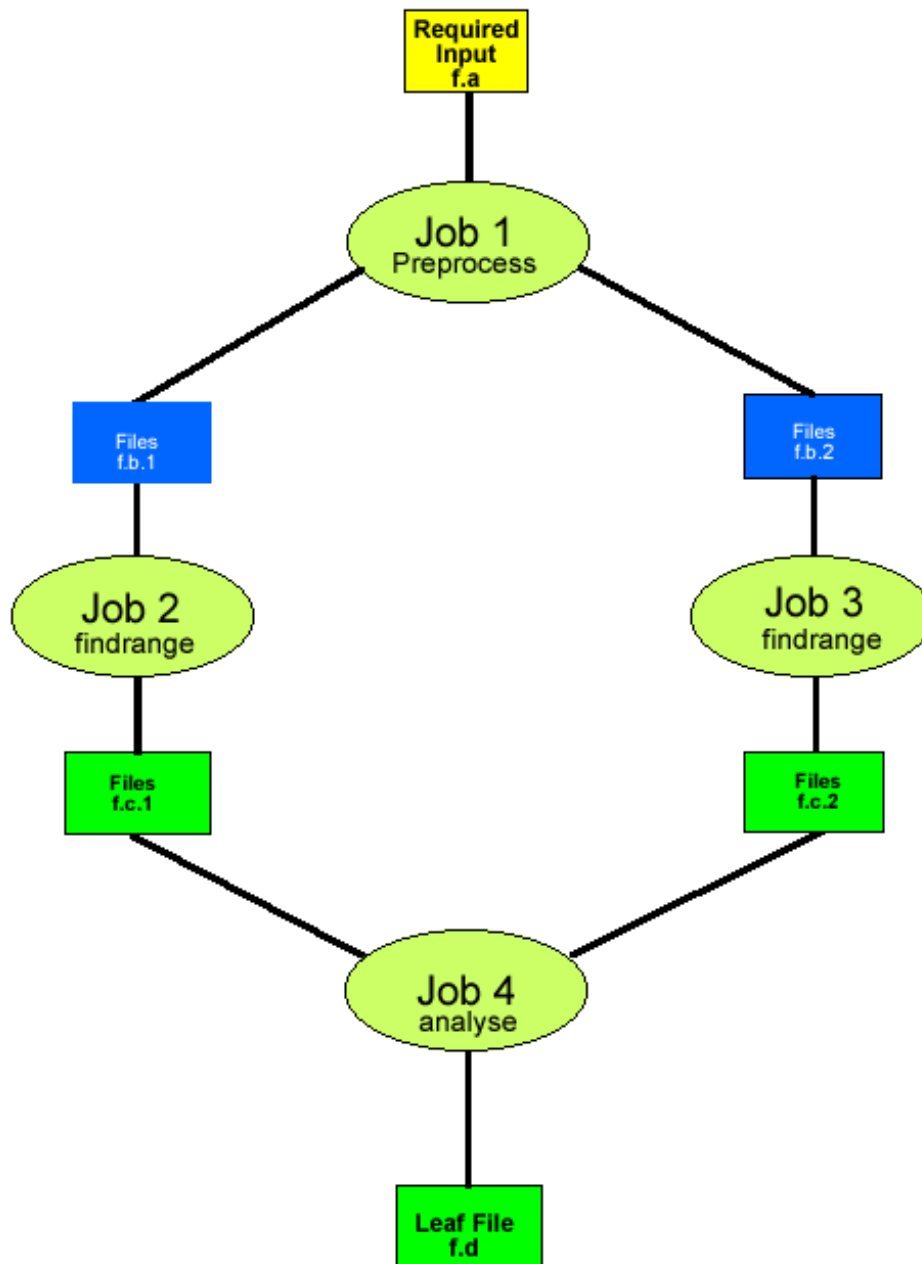 Required
Input
f.a
Job 1
Preprocess
Files
f.b.1
Files
f.b.2
Job 2
findrange
Job 3
findrange
Files
f.c.1
Files
f.c.2
Job 4
analyse
Leaf File
f.d